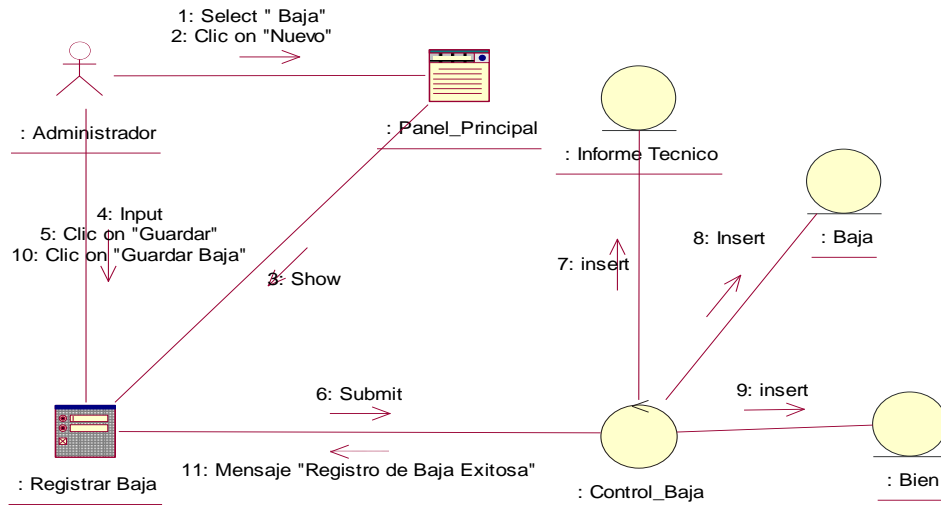 1: Select " Baja"
2: Clic on "Nuevo"
: Administrador
: Panel_Principal
: Informe Tecnico
4: Input
5: Clic on "Guardar"
10: Clic on "Guardar Baja"
3: Show
7: insert
8: Insert
: Baja
6: Submit
9: insert
11: Mensaje "Registro de Baja Exitosa"
: Registrar Baja
: Control_Baja
: Bien